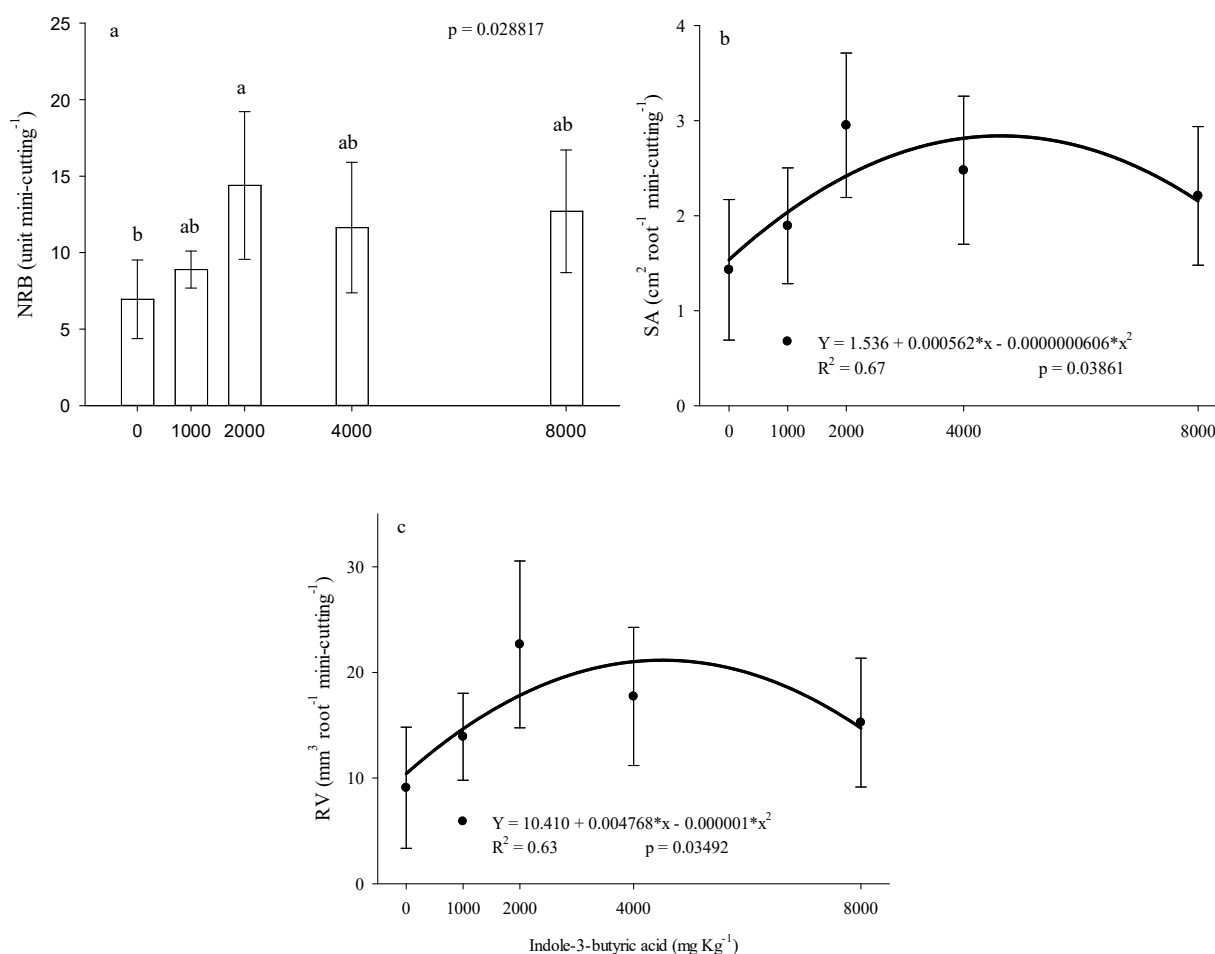 a
p = 0.028817
25
20
15
10
5
0
NRB (unit mini-cutting⁻¹)
b
ab
a
ab
ab
0 1000 2000 4000 8000
b
4
3
2
1
0
SA (cm² root⁻¹ mini-cutting⁻¹)
Y = 1.536 + 0.000562*x - 0.0000000606*x²
R² = 0.67 p = 0.03861
0 1000 2000 4000 8000
c
30
20
10
0
RV (mm³ root⁻¹ mini-cutting⁻¹)
Y = 10.410 + 0.004768*x - 0.000001*x²
R² = 0.63 p = 0.03492
0 1000 2000 4000 8000
Indole-3-butyric acid (mg Kg⁻¹)